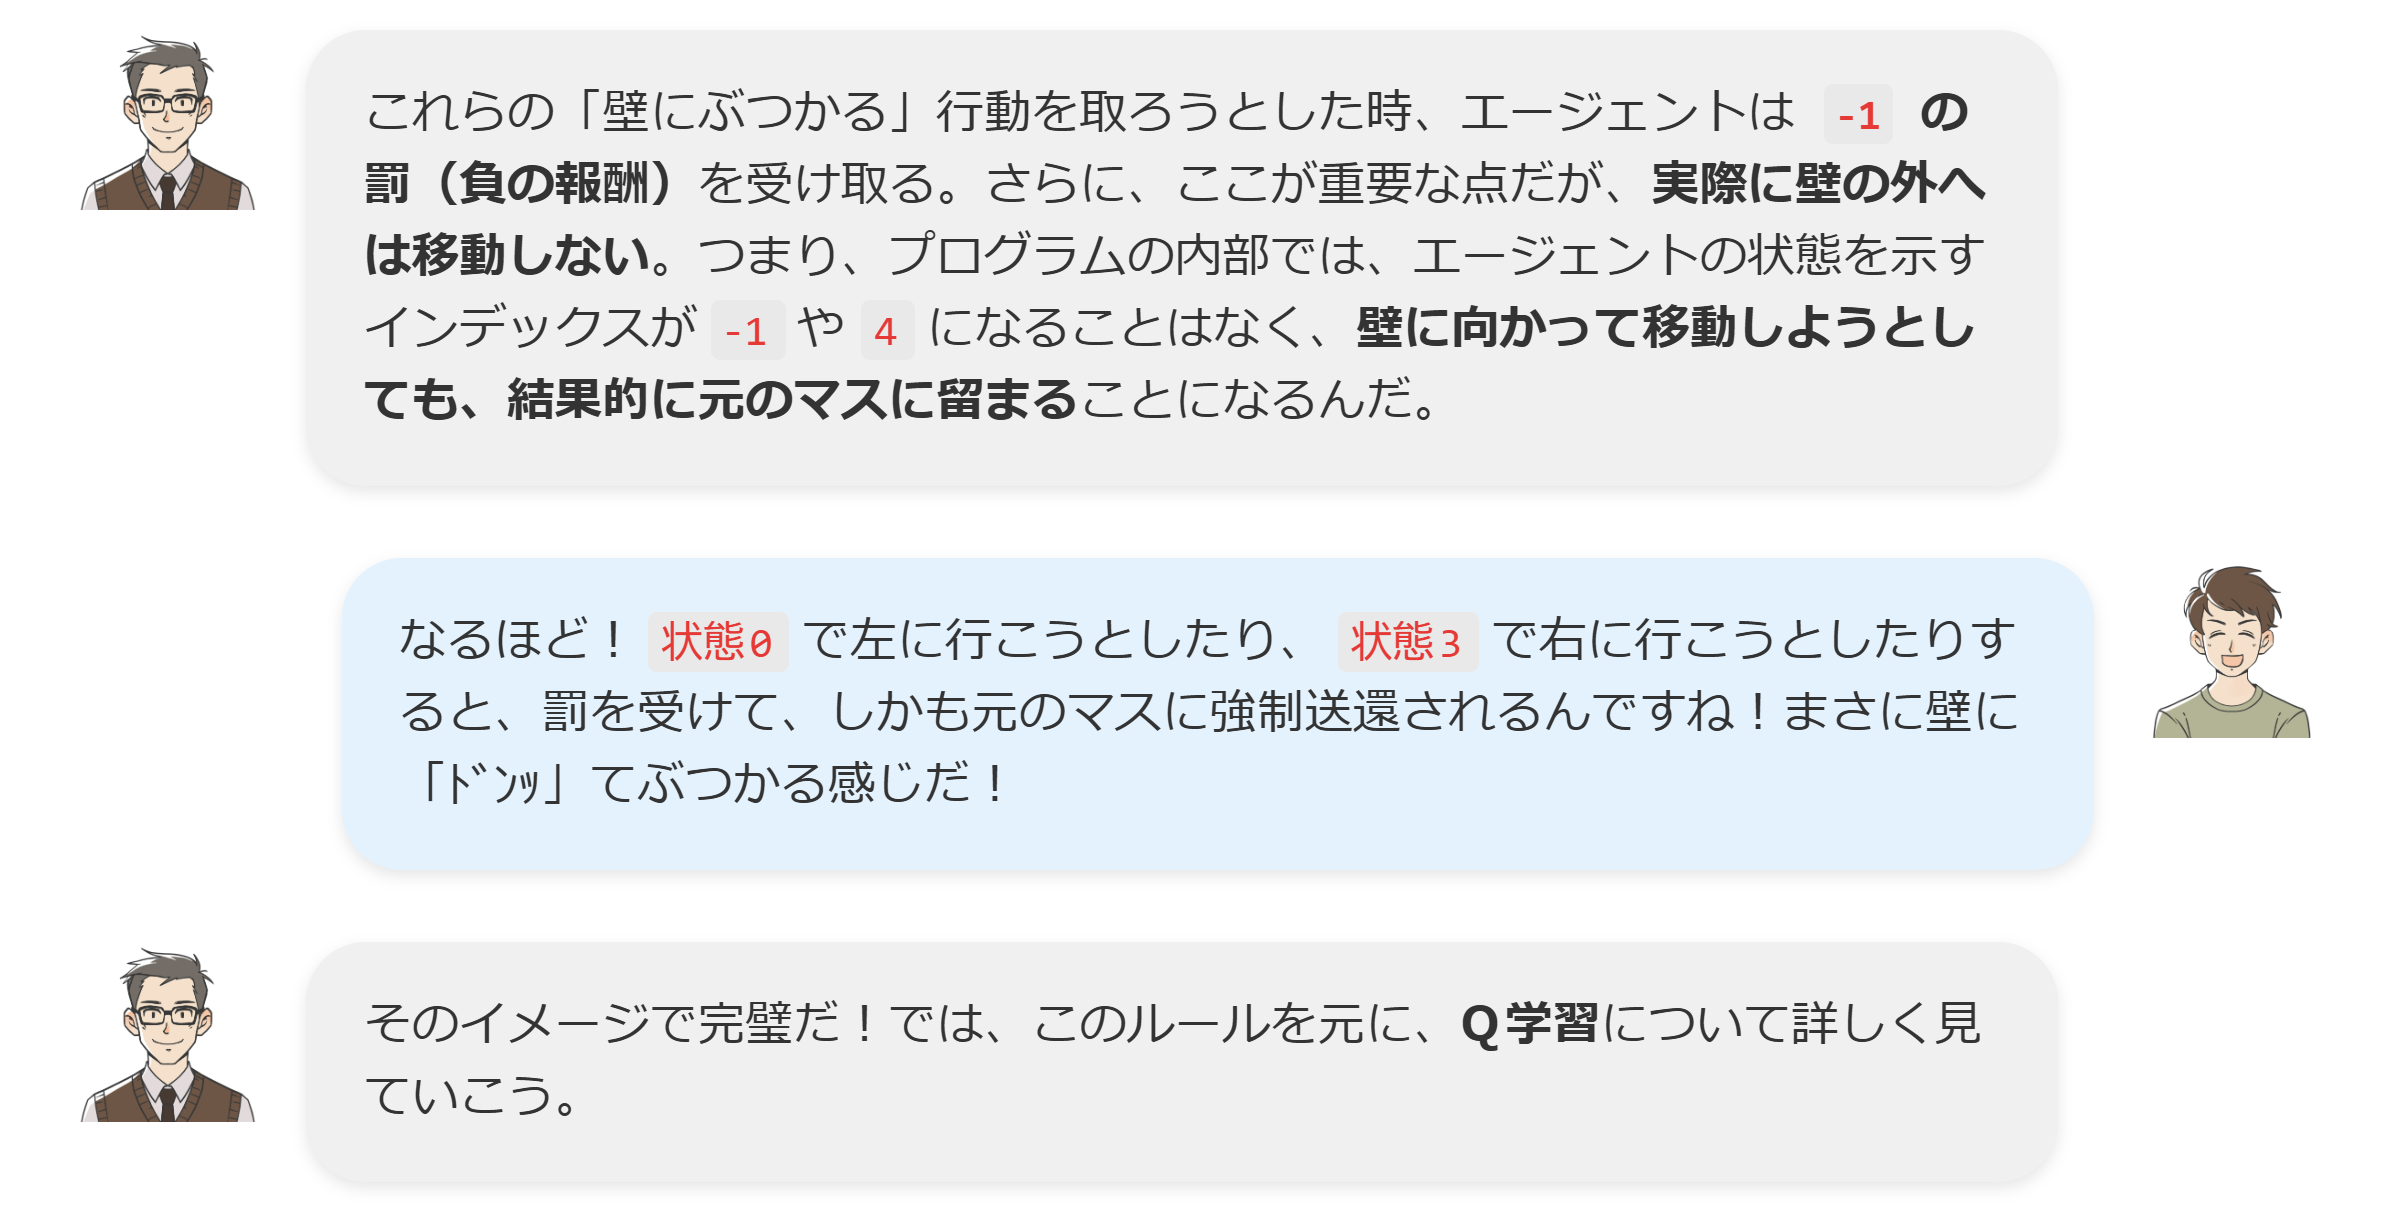 これらの「壁にぶつかる」行動を取ろうとした時、エージェントは -1 の
罰（負の報酬）を受け取る。さらに、ここが重要な点だが、実際に壁の外へ
は移動しない。つまり、プログラムの内部では、エージェントの状態を示す
インデックスが -1 や 4 になることはなく、壁に向かって移動しようとし
ても、結果的に元のマスに留まることになるんだ。
なるほど！ 状態0 で左に行こうとしたり、 状態3 で右に行こうとしたりす
ると、罰を受けて、しかも元のマスに強制送還されるんですね！まさに壁に
「ﾄﾞﾝｯ」てぶつかる感じだ！
そのイメージで完璧だ！では、このルールを元に、Q学習について詳しく見
ていこう。